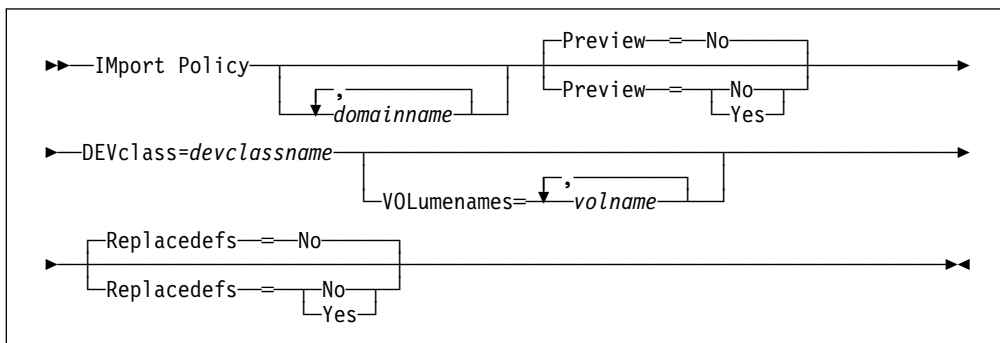 Preview = No
IMport Policy
,
domainname
Preview = No
Yes
DEVclass=devclassname
,
VOLumenames= volname
Replacedefs = No
Replacedefs = No
Yes